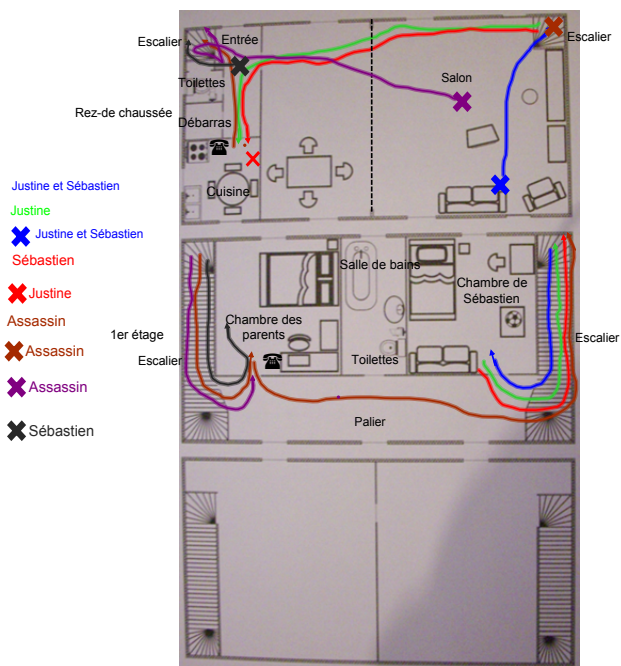 Escalier
Entrée
Escalier
Toilettes
Salon
Rez-de chaussée
Débarras
Cuisine
Justine et Sébastien
Justine
Justine et Sébastien
Sébastien
Justine
Assassin
Assassin
Assassin
Sébastien
Salle de bains
Chambre de
Sébastien
Chambre des
parents
1er étage
Escalier
Toilettes
Escalier
Palier